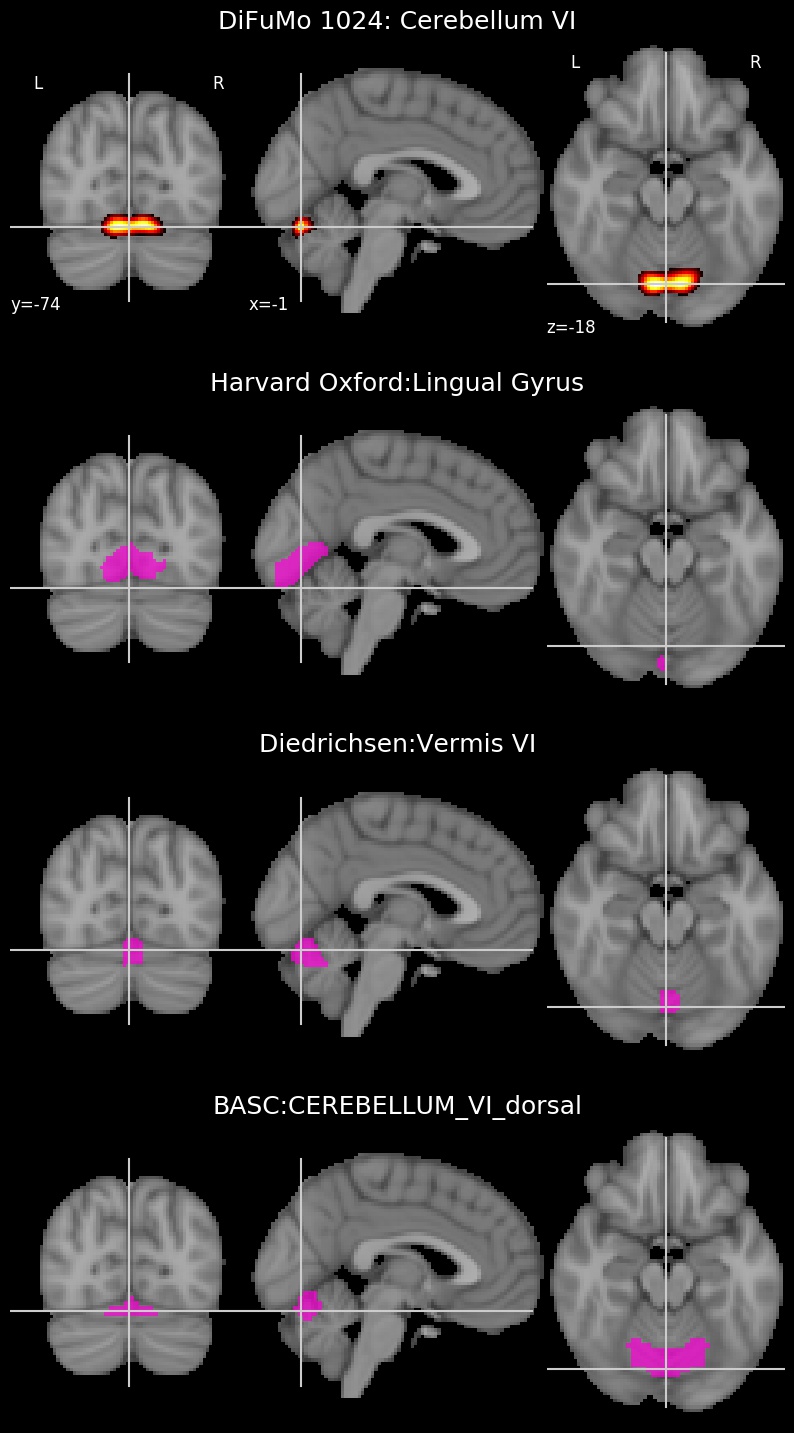 DiFuMo 1024: Cerebellum VI
L R L R
y=-74 x=-1 z=-18
Harvard Oxford:Lingual Gyrus
Diedrichsen:Vermis VI
BASC:CEREBELLUM_VI_dorsal